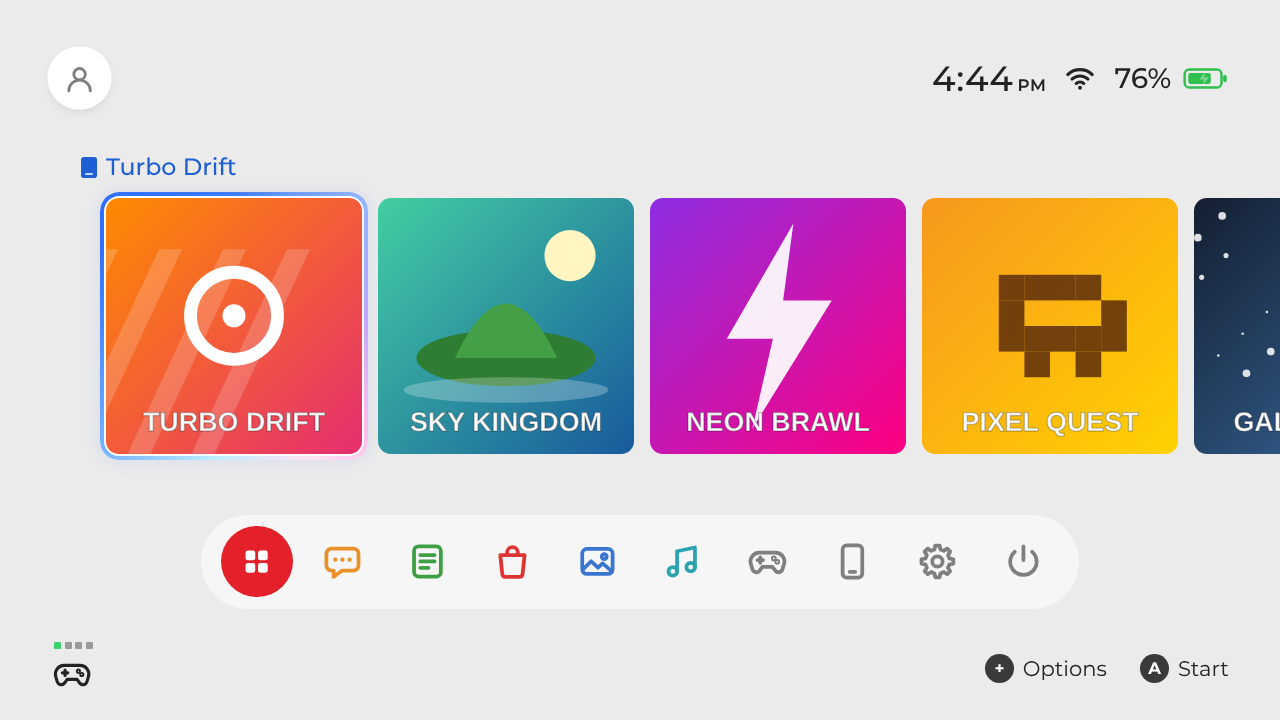 4:44 PM 76%
Turbo Drift
TURBO DRIFT
SKY KINGDOM
NEON BRAWL
PIXEL QUEST
GAL
+ Options
A Start